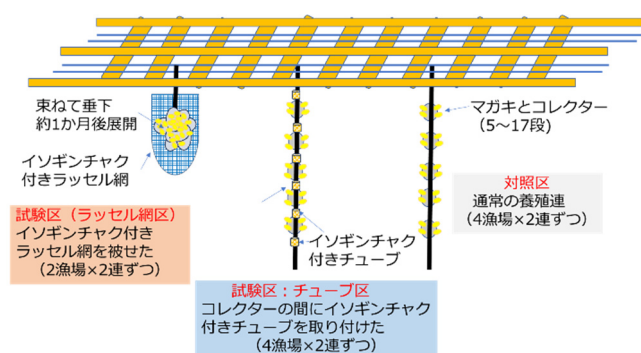 束ねて垂下
約1か月後展開
イソギンチャク
付きラッセル網
試験区（ラッセル網区）
イソギンチャク付き
ラッセル網を被せた
（2漁場×2連ずつ）
イソギンチャク
付きチューブ
試験区：チューブ区
コレクターの間にイソギンチャク
付きチューブを取り付けた
（4漁場×2連ずつ）
マガキとコレクター
（5～17段)
対照区
通常の養殖連
（4漁場×2連ずつ）